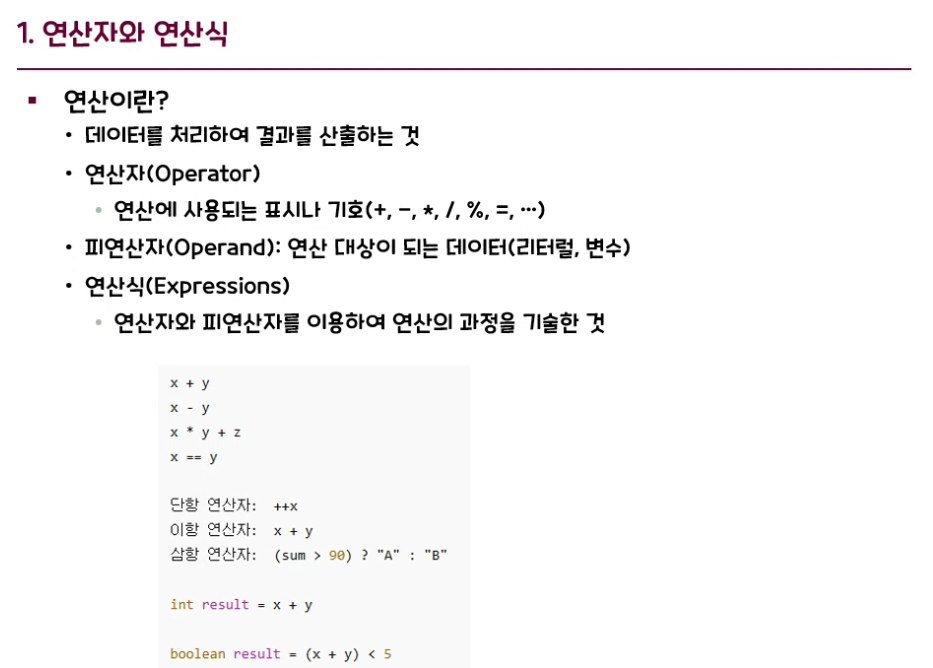 1. 연산자와 연산식
▪ 연산이란?
• 데이터를 처리하여 결과를 산출하는 것
• 연산자(Operator)
• 연산에 사용되는 표시나 기호(+, -, *, /, %, =, …)
• 피연산자(Operand): 연산 대상이 되는 데이터(리터럴, 변수)
• 연산식(Expressions)
• 연산자와 피연산자를 이용하여 연산의 과정을 기술한 것
x + y
x - y
x * y + z
x == y
단항 연산자: ++x
이항 연산자: x + y
삼항 연산자: (sum > 90) ? "A" : "B"
int result = x + y
boolean result = (x + y) < 5